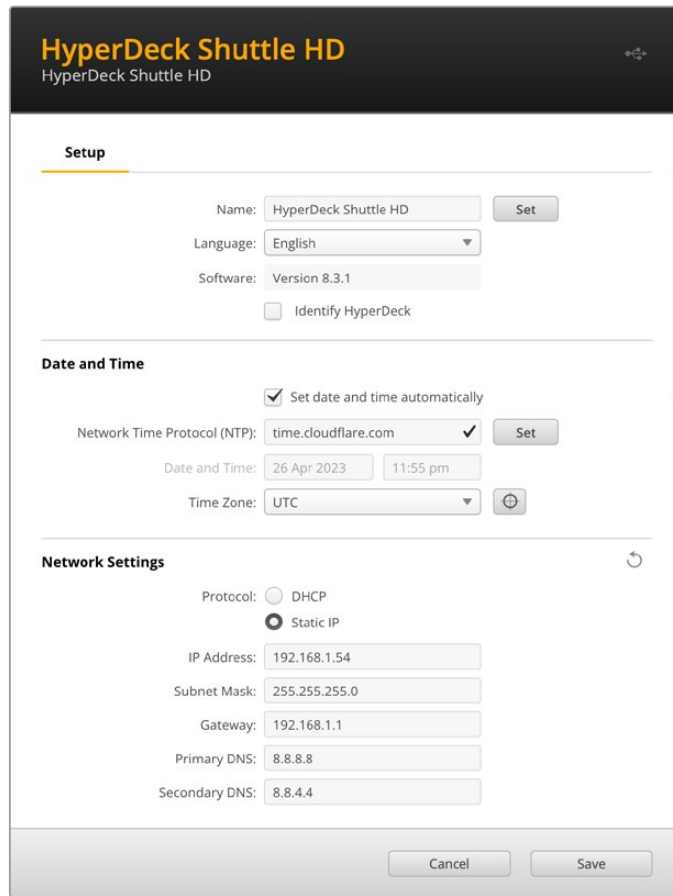 HyperDeck Shuttle HD
HyperDeck Shuttle HD
Setup
Name: HyperDeck Shuttle HD Set
Language: English
Software: Version 8.3.1
Identify HyperDeck
Date and Time
Set date and time automatically
Network Time Protocol (NTP): time.cloudflare.com Set
Date and Time: 26 Apr 2023 11:55 pm
Time Zone: UTC
Network Settings
Protocol: DHCP
Static IP
IP Address: 192.168.1.54
Subnet Mask: 255.255.255.0
Gateway: 192.168.1.1
Primary DNS: 8.8.8.8
Secondary DNS: 8.8.4.4
Cancel Save